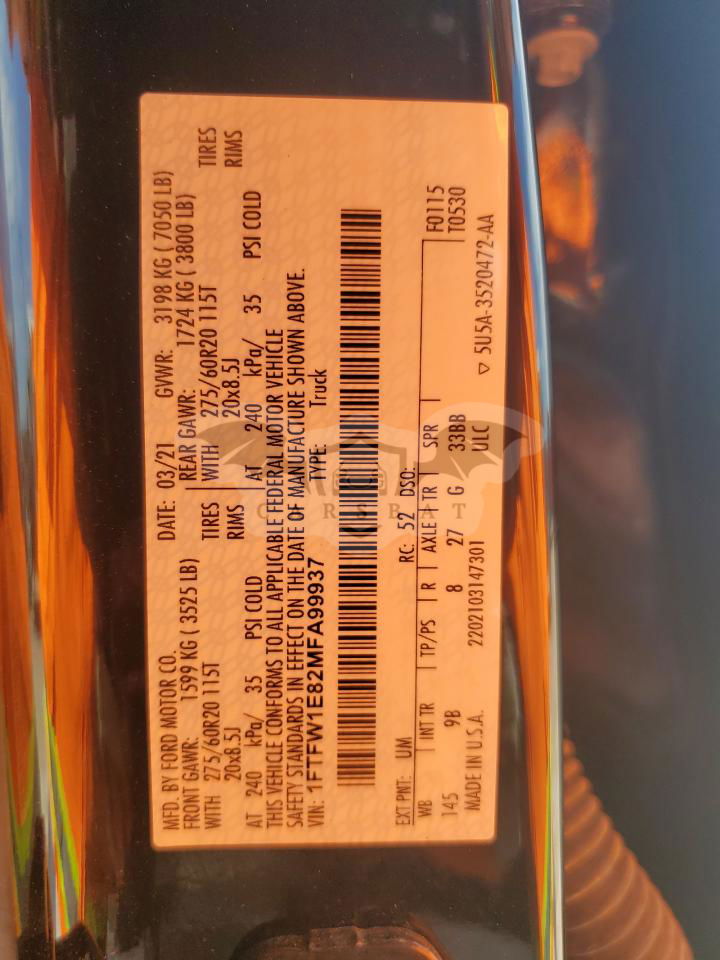 MFD. BY FORD MOTOR CO.
DATE: 03/21 GVWR: 3198 KG ( 7050 LB)
FRONT GAWR: 1599 KG ( 3525 LB) REAR GAWR: 1724 KG ( 3800 LB)
WITH 275/60R20 115T TIRES WITH 275/60R20 115T TIRES
20x8.5J RIMS 20x8.5J RIMS
AT 240 kPa/ 35 PSI COLD AT 240 kPa/ 35 PSI COLD
THIS VEHICLE CONFORMS TO ALL APPLICABLE FEDERAL MOTOR VEHICLE
SAFETY STANDARDS IN EFFECT ON THE DATE OF MANUFACTURE SHOWN ABOVE.
VIN: 1FTFW1E82MFA99937 TYPE: Truck
EXT PNT: UM RC: 52 DSO: F0115
WB INT TR TP/PS R AXLE TR SPR T0530
145 9B 8 27 G 33BB
MADE IN U.S.A. 2202103147301 ULC ▽ 5U5A-3520472-AA
CARSBAT